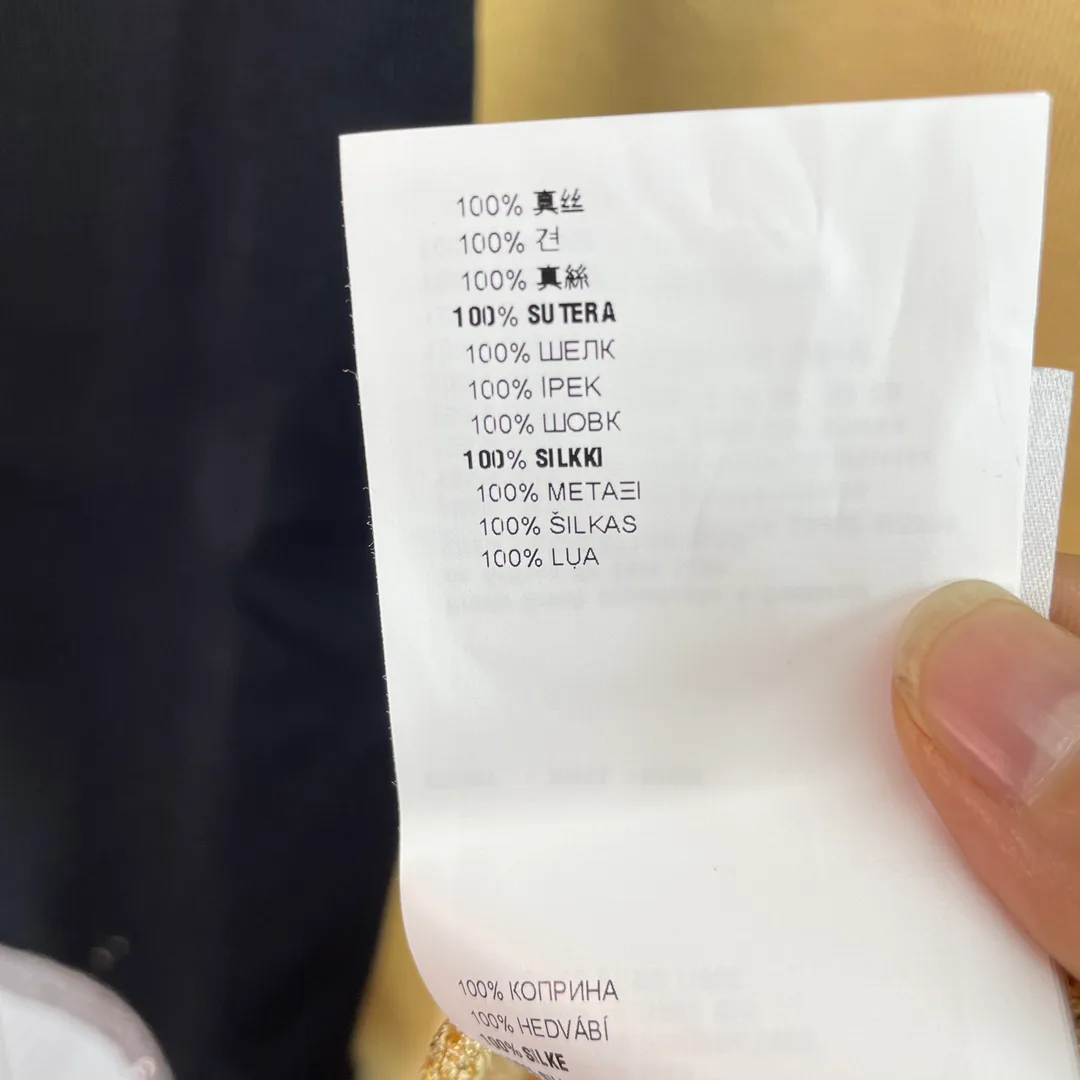 100% 真丝
100% 견
100% 真絲
100% SUTERA
100% ШЕЛК
100% IPEK
100% ШОВК
100% SILKKI
100% ΜΕΤΑΞΙ
100% ŠILKAS
100% LỤA
100% КОПРИНА
100% HEDVÁBÍ
100% SILKE